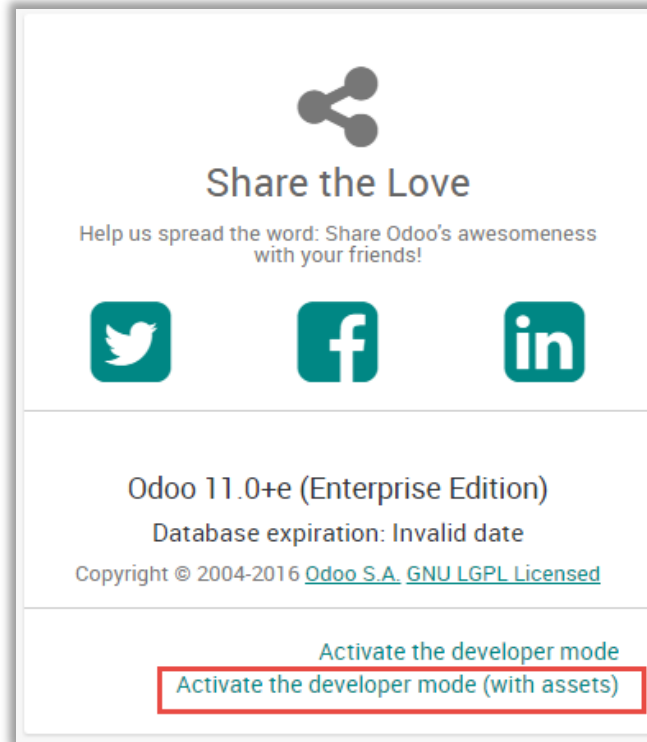 Share the Love
Help us spread the word: Share Odoo's awesomeness
with your friends!
in
Odoo 11.0+e (Enterprise Edition)
Database expiration: Invalid date
Copyright © 2004-2016 Odoo S.A. GNU LGPL Licensed
Activate the developer mode
Activate the developer mode (with assets)